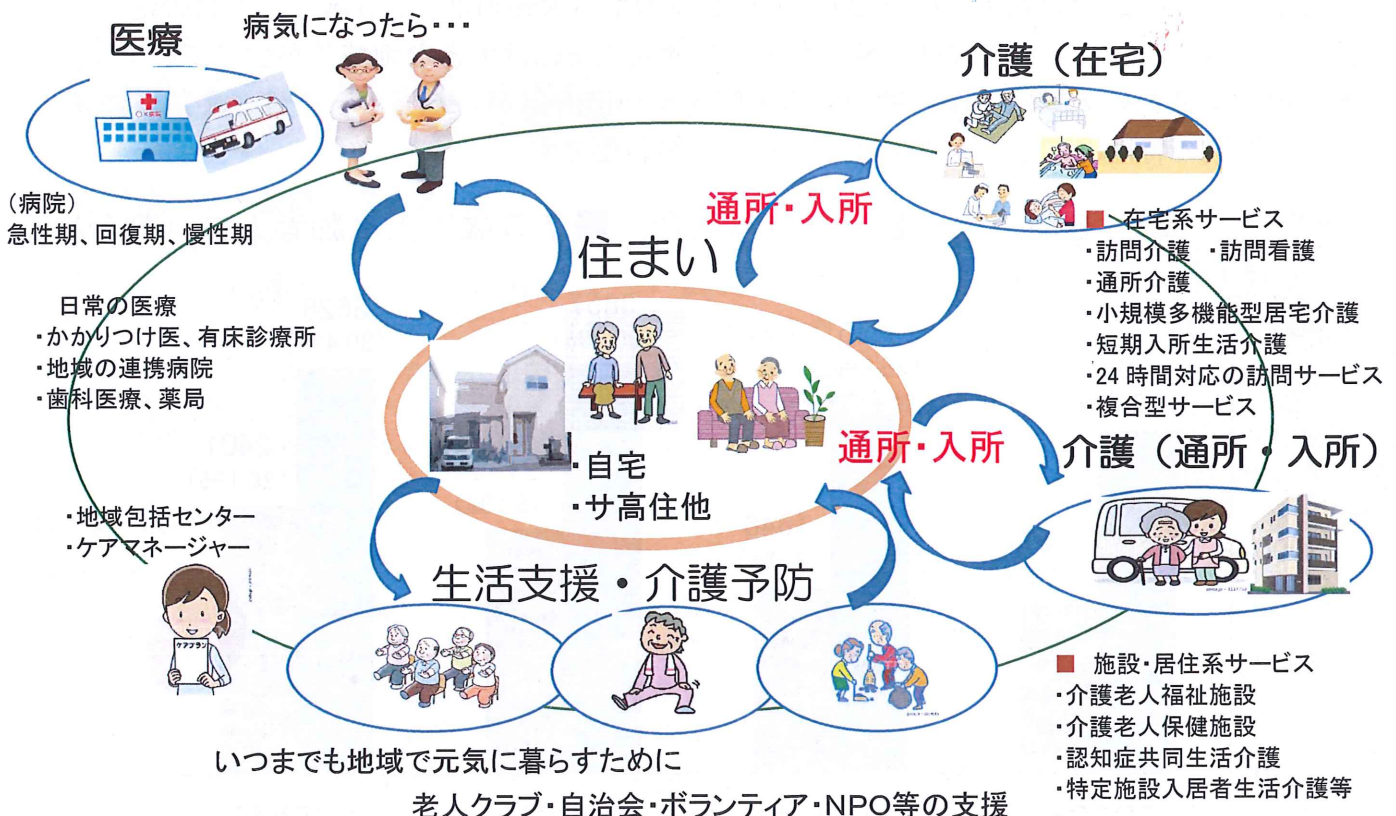 医療
病気になったら･･･
(病院)
急性期、回復期、慢性期
日常の医療
・かかりつけ医、有床診療所
・地域の連携病院
・歯科医療、薬局
・地域包括センター
・ケアマネージャー
ケアプラン
介護（在宅）
通所・入所
■ 在宅系サービス
・訪問介護 ・訪問看護
・通所介護
・小規模多機能型居宅介護
・短期入所生活介護
・24時間対応の訪問サービス
・複合型サービス
住まい
・自宅
・サ高住他
通所・入所
介護（通所・入所）
■ 施設・居住系サービス
・介護老人福祉施設
・介護老人保健施設
・認知症共同生活介護
・特定施設入居者生活介護等
生活支援・介護予防
いつまでも地域で元気に暮らすために
老人クラブ・自治会・ボランティア・NPO等の支援